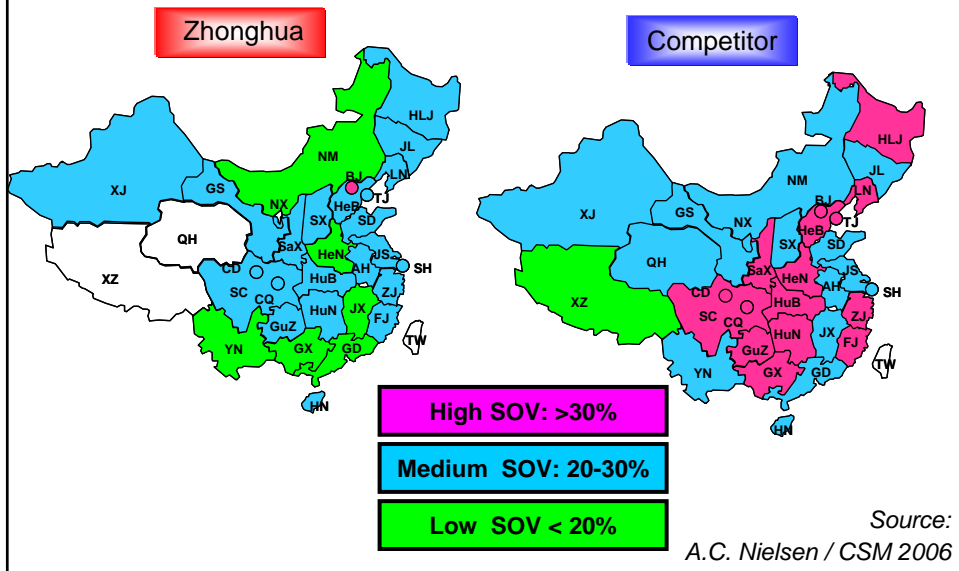 Zhonghua
Competitor
HLJ
JL
LN
NM
BJ
TJ
HeB
XJ
GS
NX
SX
SD
QH
SaX
HeN
JS
XZ
AH
SH
CD
SC
CQ
HuB
ZJ
HuN
JX
FJ
GuZ
YN
GX
GD
TW
HN
HLJ
JL
LN
NM
BJ
TJ
HeB
XJ
GS
NX
SX
SD
QH
SaX
HeN
JS
XZ
AH
SH
CD
SC
CQ
HuB
ZJ
HuN
JX
FJ
GuZ
YN
GX
GD
TW
HN
High SOV: >30%
Medium SOV: 20-30%
Low SOV < 20%
Source:
A.C. Nielsen / CSM 2006